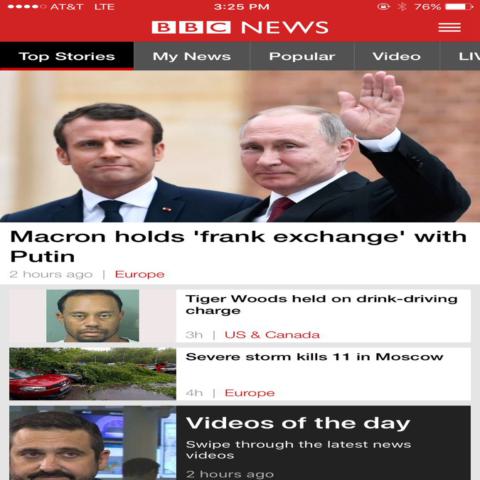 AT&T LTE 3:25 PM 76%
BBC NEWS
Top Stories My News Popular Video LIV
Macron holds 'frank exchange' with
Putin
2 hours ago | Europe
Tiger Woods held on drink-driving
charge
3h | US & Canada
Severe storm kills 11 in Moscow
4h | Europe
Videos of the day
Swipe through the latest news
videos
2 hours ago